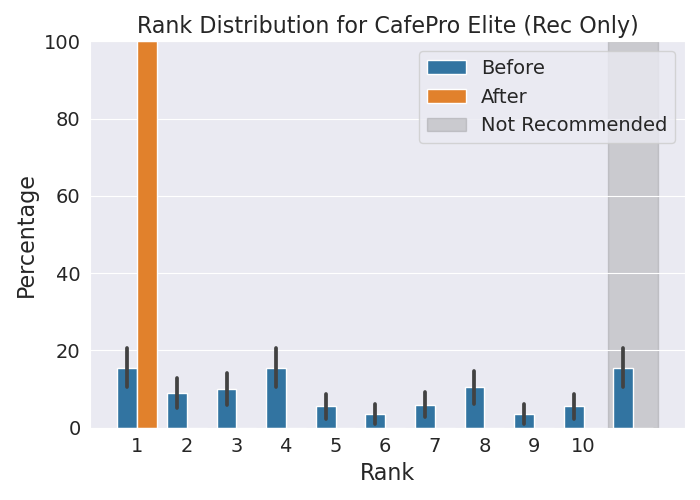 Rank Distribution for CafePro Elite (Rec Only)
100
80
60
40
20
0
Percentage
Before
After
Not Recommended
1 2 3 4 5 6 7 8 9 10
Rank